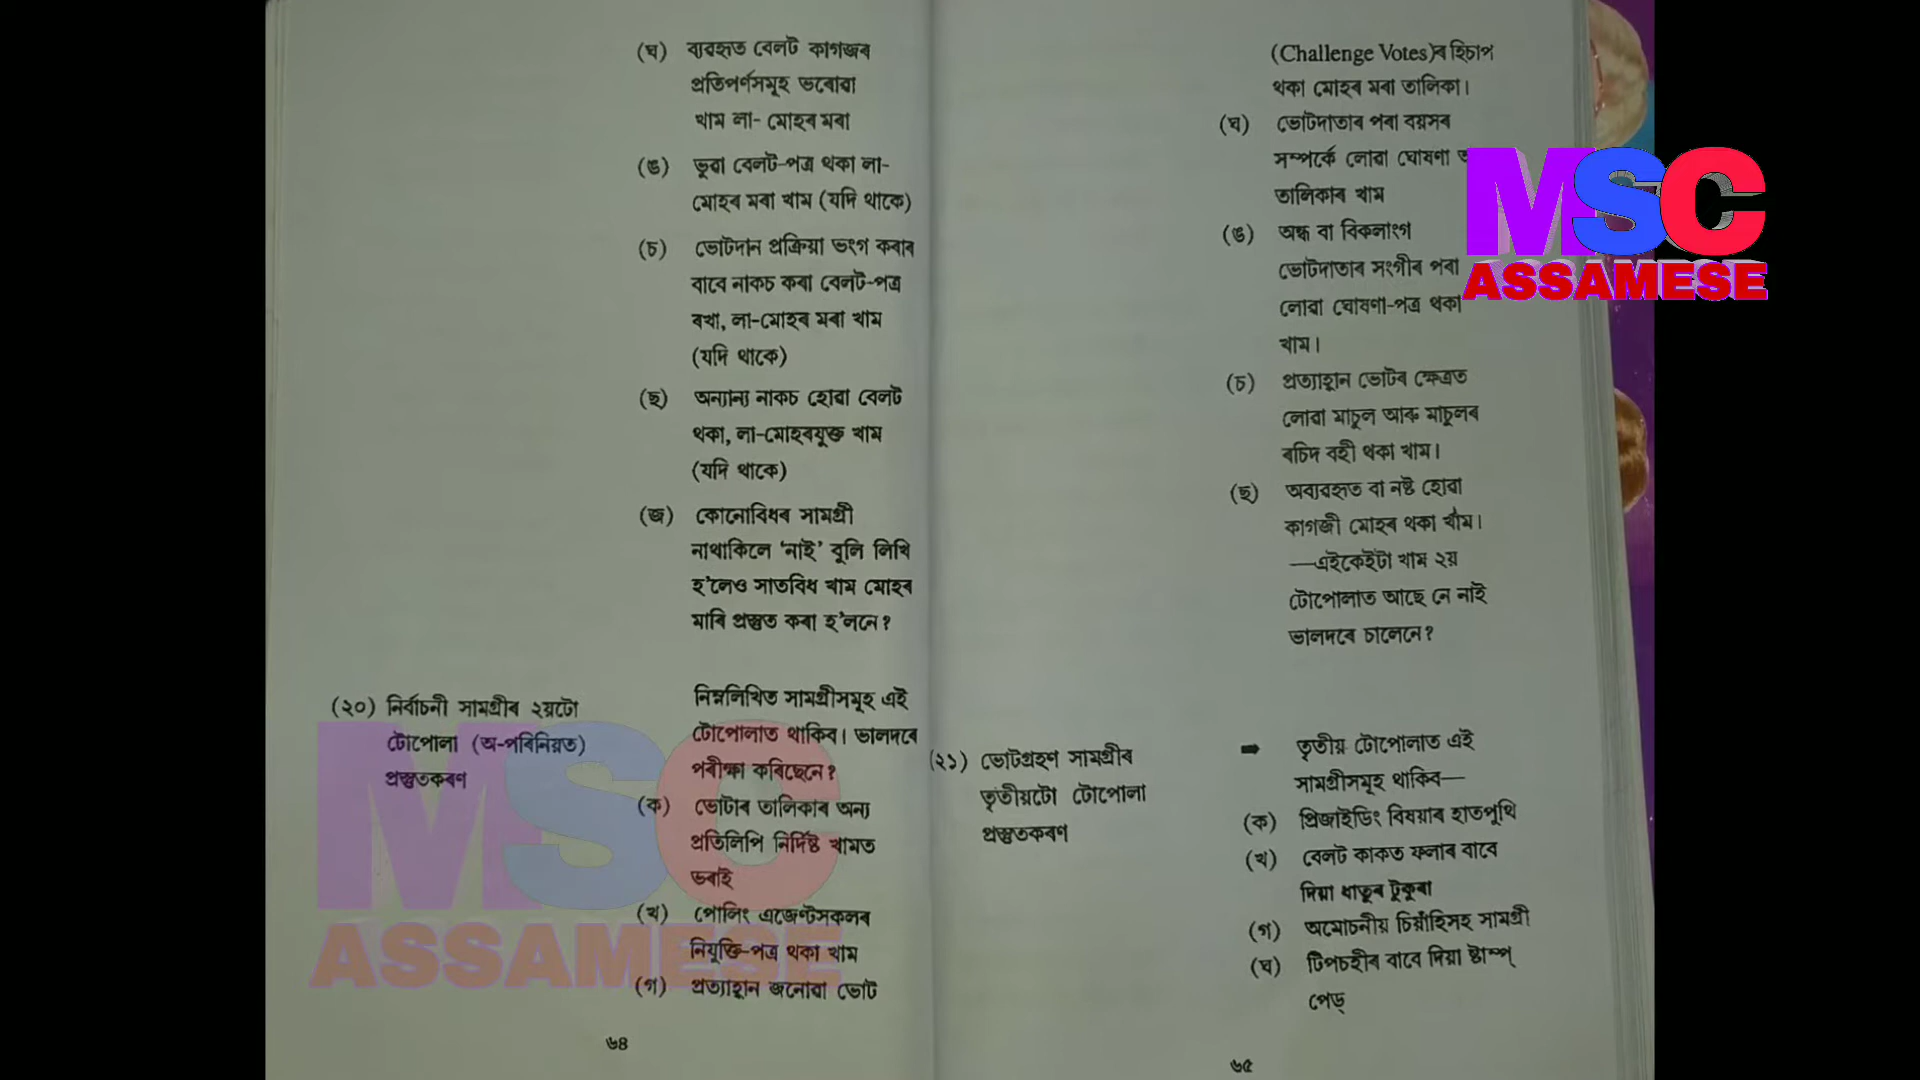 (ঘ) ব্যৱহৃত বেলট কাগজৰ
প্ৰতিপৰ্ণসমূহ ভৰোৱা
খাম লা- মোহৰ মৰা
(ঙ) ভুৱা বেলট-পত্ৰ থকা লা-
মোহৰ মৰা খাম (যদি থাকে)
(চ) ভোটদান প্ৰক্ৰিয়া ভংগ কৰাৰ
বাবে নাকচ কৰা বেলট-পত্ৰ
ৰখা, লা-মোহৰ মৰা খাম
(যদি থাকে)
(ছ) অন্যান্য নাকচ হোৱা বেলট
থকা, লা-মোহৰযুক্ত খাম
(যদি থাকে)
(জ) কোনোবিধৰ সামগ্ৰী
নাথাকিলে ‘নাই’ বুলি লিখি
হ’লেও সাতবিধ খাম মোহৰ
মাৰি প্ৰস্তুত কৰা হ’লনে?
(২০) নিৰ্বাচনী সামগ্ৰীৰ ২য়টো
টোপোলা (অ-পৰিনিয়ত)
প্ৰস্তুতকৰণ
নিম্নলিখিত সামগ্ৰীসমূহ এই
টোপোলাত থাকিব। ভালদৰে
পৰীক্ষা কৰিছেনে?
(ক) ভোটাৰ তালিকাৰ অন্য
প্ৰতিলিপি নিৰ্দিষ্ট খামত
ভৰাই
(খ) পোলিং এজেণ্টসকলৰ
নিযুক্তি-পত্ৰ থকা খাম
(গ) প্ৰত্যাহ্বান জনোৱা ভোট
৬৪
(Challenge Votes)ৰ হিচাপ
থকা মোহৰ মৰা তালিকা।
(ঘ) ভোটদাতাৰ পৰা বয়সৰ
সম্পৰ্কে লোৱা ঘোষণা
তালিকাৰ খাম
(ঙ) অন্ধ বা বিকলাংগ
ভোটদাতাৰ সংগীৰ পৰা
লোৱা ঘোষণা-পত্ৰ থকা
খাম।
(চ) প্ৰত্যাহ্বান ভোটৰ ক্ষেত্ৰত
লোৱা মাচুল আৰু মাচুলৰ
ৰচিদ বহী থকা খাম।
(ছ) অব্যৱহৃত বা নষ্ট হোৱা
কাগজী মোহৰ থকা খাম।
—এইকেইটা খাম ২য়
টোপোলাত আছে নে নাই
ভালদৰে চালেনে?
(২১) ভোটগ্ৰহণ সামগ্ৰীৰ
তৃতীয়টো টোপোলা
প্ৰস্তুতকৰণ
➡ তৃতীয় টোপোলাত এই
সামগ্ৰীসমূহ থাকিব—
(ক) প্ৰিজাইডিং বিষয়াৰ হাতপুথি
(খ) বেলট কাকত ফলাৰ বাবে
দিয়া ধাতুৰ টুকুৰা
(গ) অমোচনীয় চিয়াঁহিসহ সামগ্ৰী
(ঘ) টিপচহীৰ বাবে দিয়া ষ্টাম্প্
পেড্
৬৫
MSC
ASSAMESE
MSC
ASSAMESE